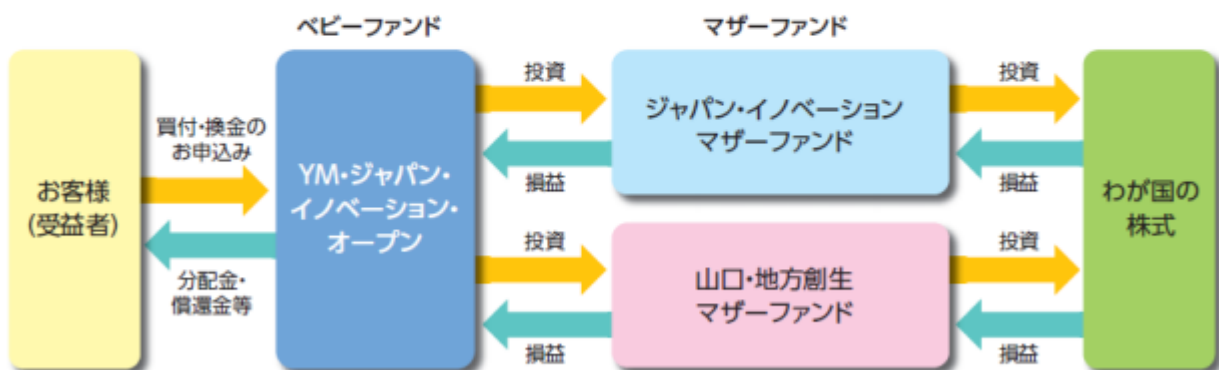 ベビーファンド
マザーファンド
お客様
(受益者)
買付・換金の
お申込み
分配金・
償還金等
YM・ジャパン・
イノベーション・
オープン
投資
損益
投資
損益
ジャパン・イノベーション
マザーファンド
山口・地方創生
マザーファンド
投資
損益
投資
損益
わが国の
株式